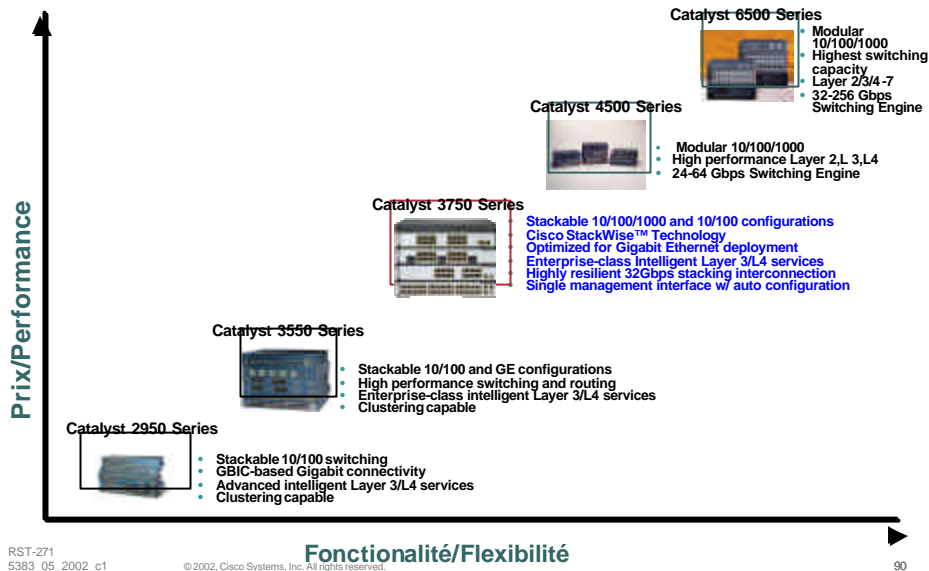 Catalyst 6500 Series
• Modular
10/100/1000
• Highest switching
capacity
• Layer 2/3/4 -7
• 32-256 Gbps
Switching Engine
Catalyst 4500 Series
• Modular 10/100/1000
• High performance Layer 2,L 3,L4
• 24-64 Gbps Switching Engine
Catalyst 3750 Series
• Stackable 10/100/1000 and 10/100 configurations
• Cisco StackWise™ Technology
• Optimized for Gigabit Ethernet deployment
• Enterprise-class Intelligent Layer 3/L4 services
• Highly resilient 32Gbps stacking interconnection
• Single management interface w/ auto configuration
Prix/Performance
Catalyst 3550 Series
• Stackable 10/100 and GE configurations
• High performance switching and routing
• Enterprise-class intelligent Layer 3/L4 services
• Clustering capable
Catalyst 2950 Series
• Stackable 10/100 switching
• GBIC-based Gigabit connectivity
• Advanced intelligent Layer 3/L4 services
• Clustering capable
Fonctionalité/Flexibilité
RST-271
5383_05_2002_c1
© 2002, Cisco Systems, Inc. All rights reserved.
90